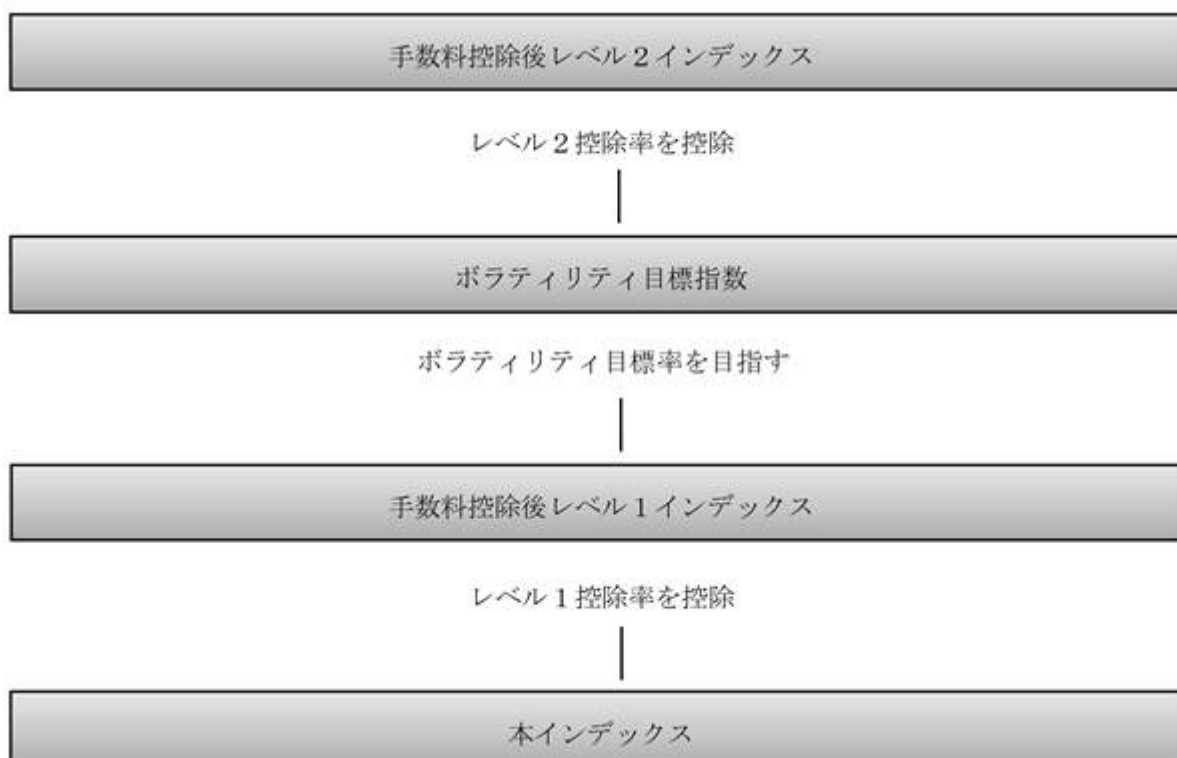 手数料控除後レベル２インデックス
レベル２控除率を控除
ボラティリティ目標指数
ボラティリティ目標率を目指す
手数料控除後レベル１インデックス
レベル１控除率を控除
本インデックス